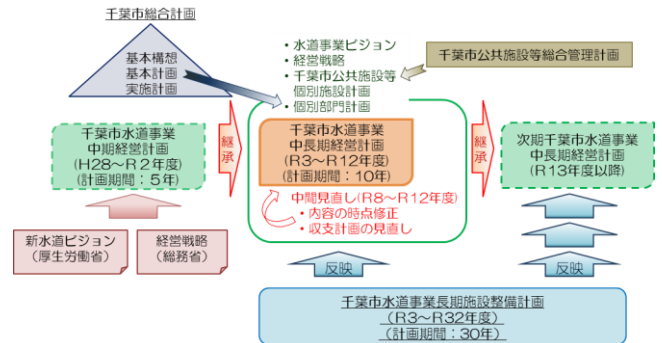 千葉市総合計画
基本構想
基本計画
実施計画
・水道事業ビジョン
・経営戦略
・千葉市公共施設等
個別施設計画
・個別部門計画
千葉市公共施設等総合管理計画
千葉市水道事業
中期経営計画
(H28～R2年度)
(計画期間：5年)
継承
千葉市水道事業
中長期経営計画
(R3～R12年度)
(計画期間：10年)
中間見直し(R8～R12年度)
・内容の時点修正
・収支計画の見直し
継承
次期千葉市水道事業
中長期経営計画
(R13年度以降)
新水道ビジョン
(厚生労働省)
経営戦略
(総務省)
反映
反映
千葉市水道事業長期施設整備計画
(R3～R32年度)
(計画期間：30年)